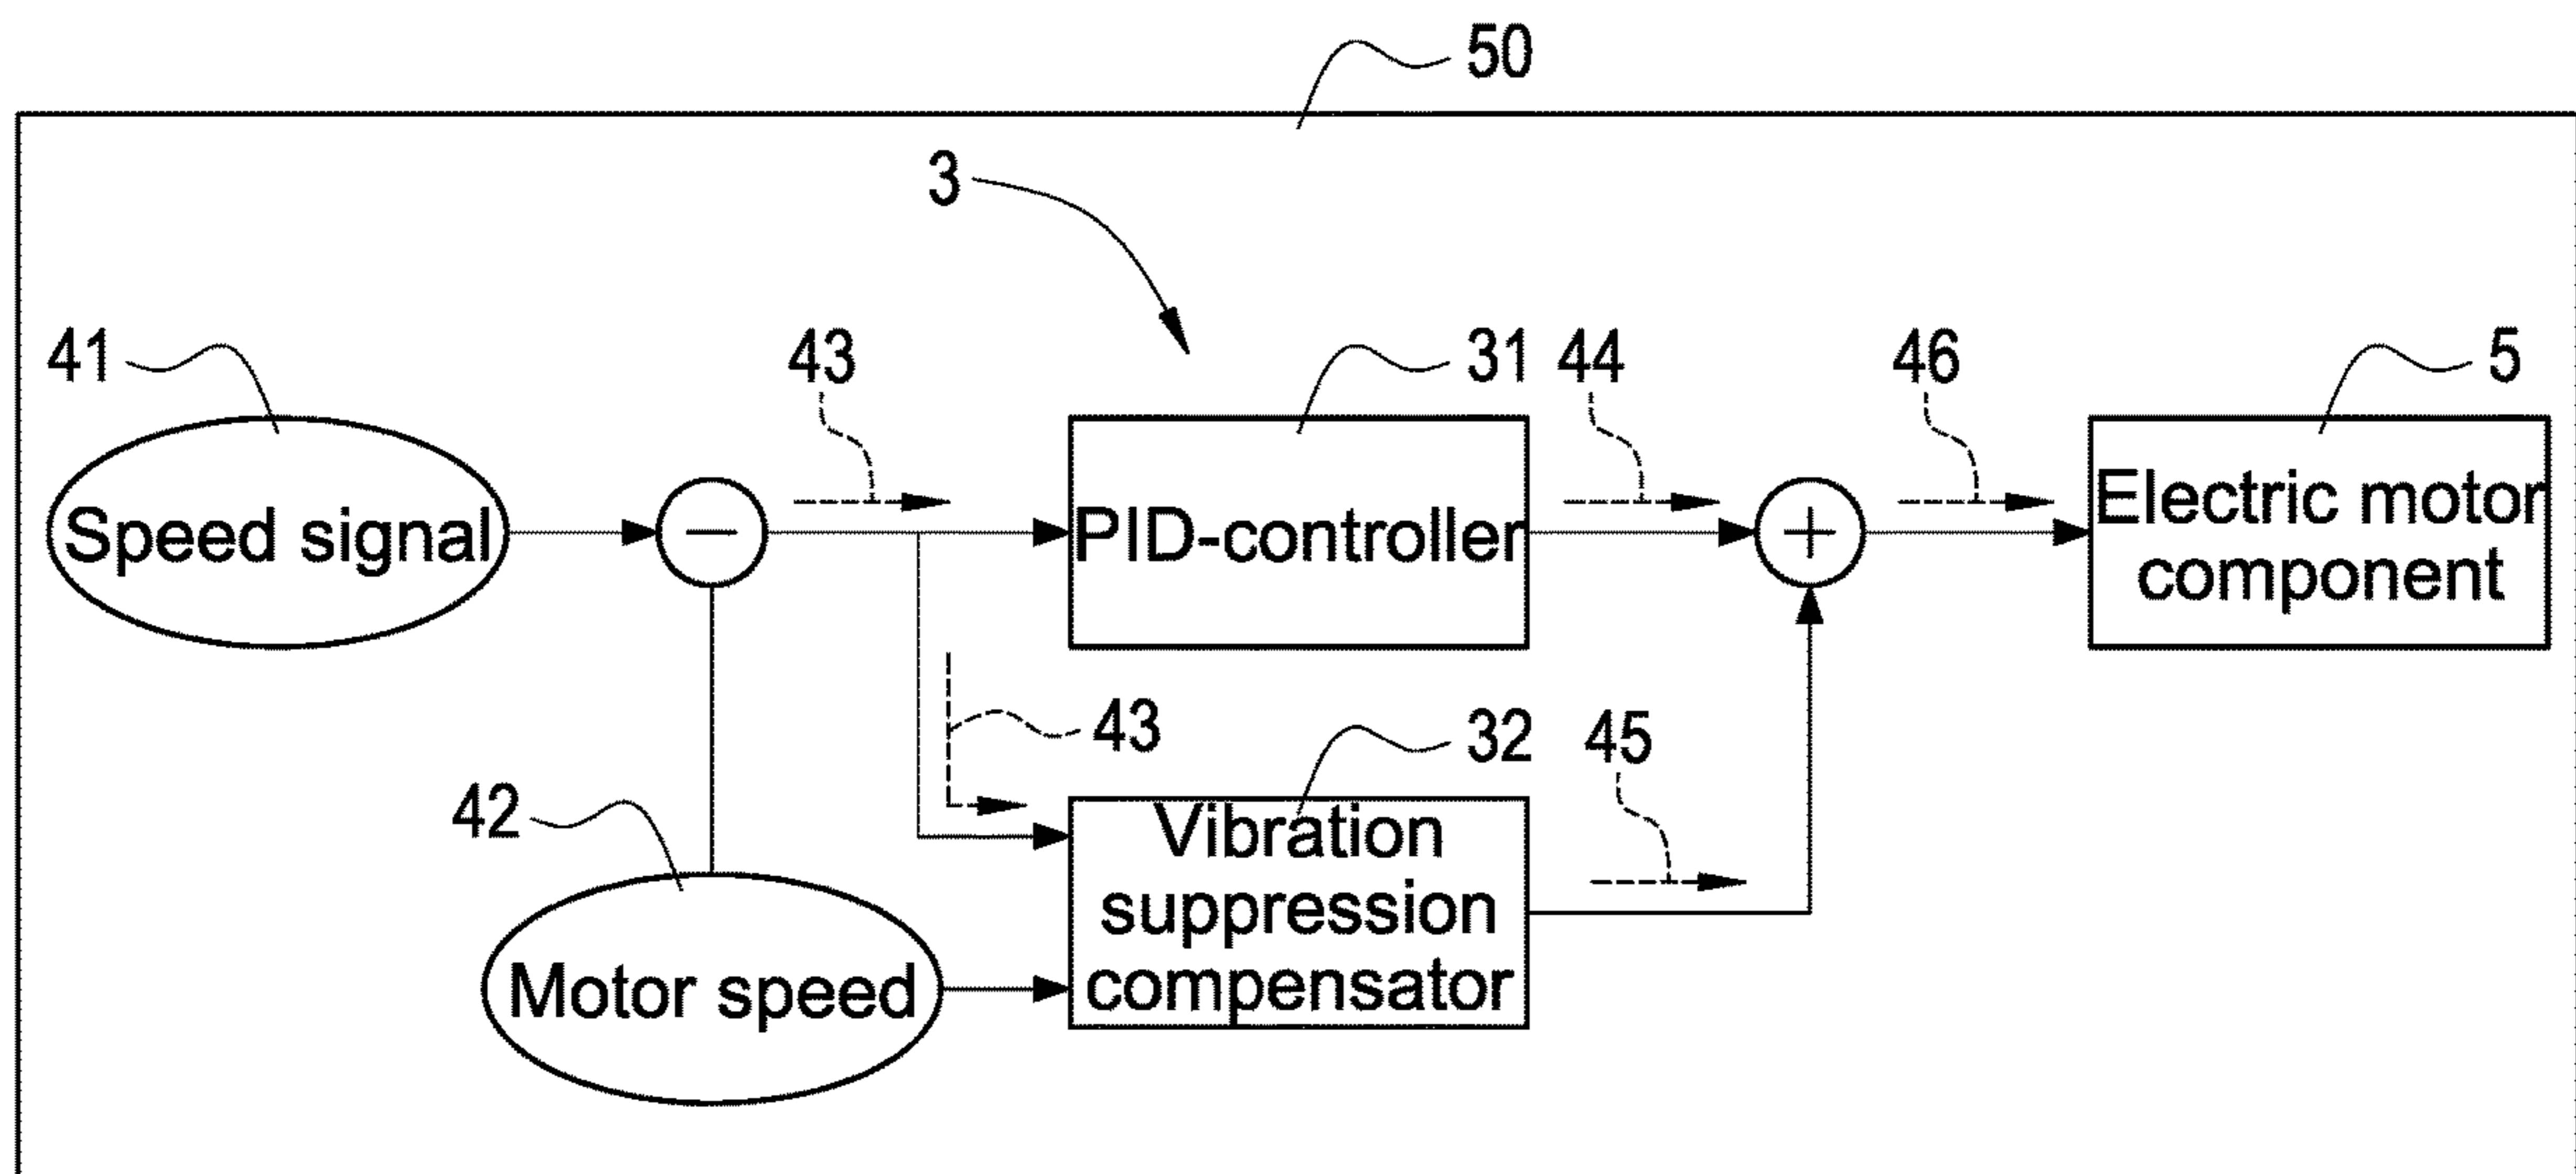 50
3
41
43
31
44
46
5
Speed signal
−
PID-controller
+
Electric motor
component
43
32
45
42
Vibration
suppression
compensator
Motor speed